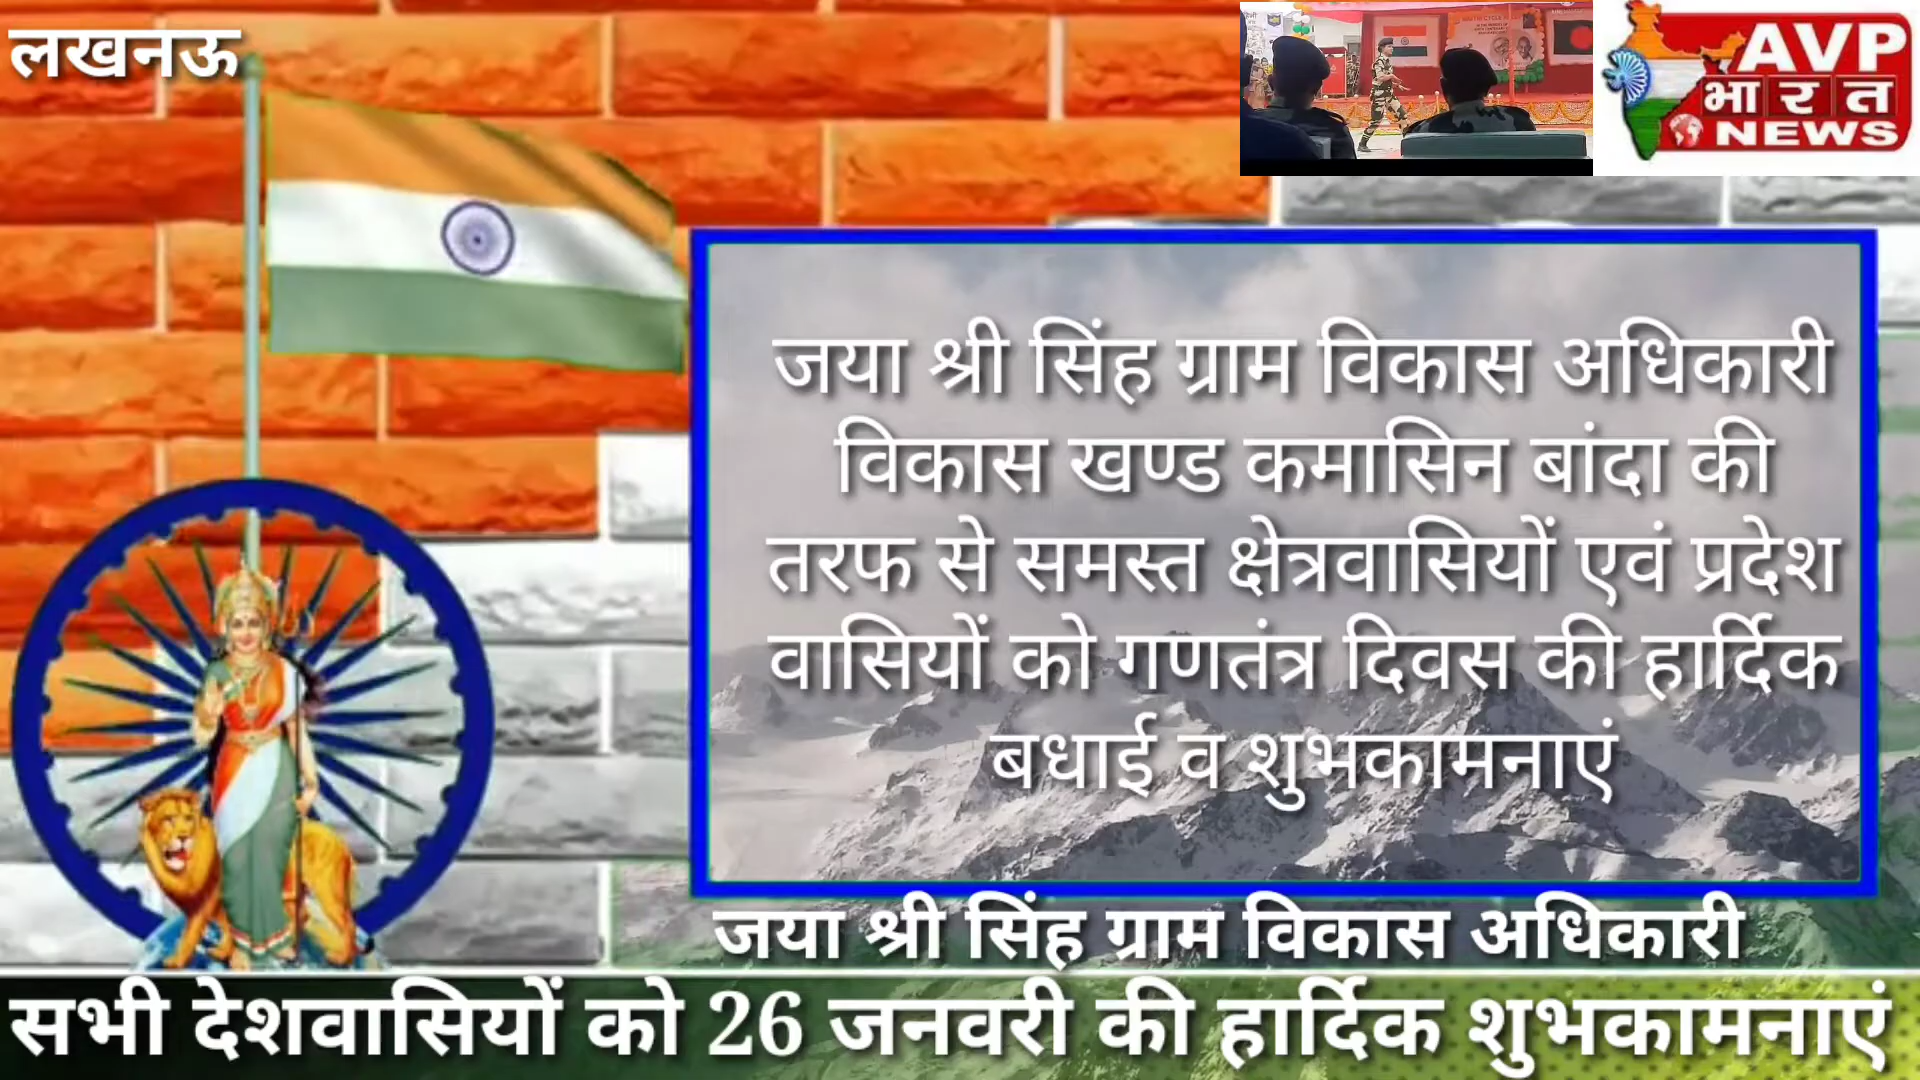 लखनऊ
AVP
भारत
NEWS
जया श्री सिंह ग्राम विकास अधिकारी
विकास खण्ड कमासिन बांदा की
तरफ से समस्त क्षेत्रवासियों एवं प्रदेश
वासियों को गणतंत्र दिवस की हार्दिक
बधाई व शुभकामनाएं
जया श्री सिंह ग्राम विकास अधिकारी
सभी देशवासियों को 26 जनवरी की हार्दिक शुभकामनाएं